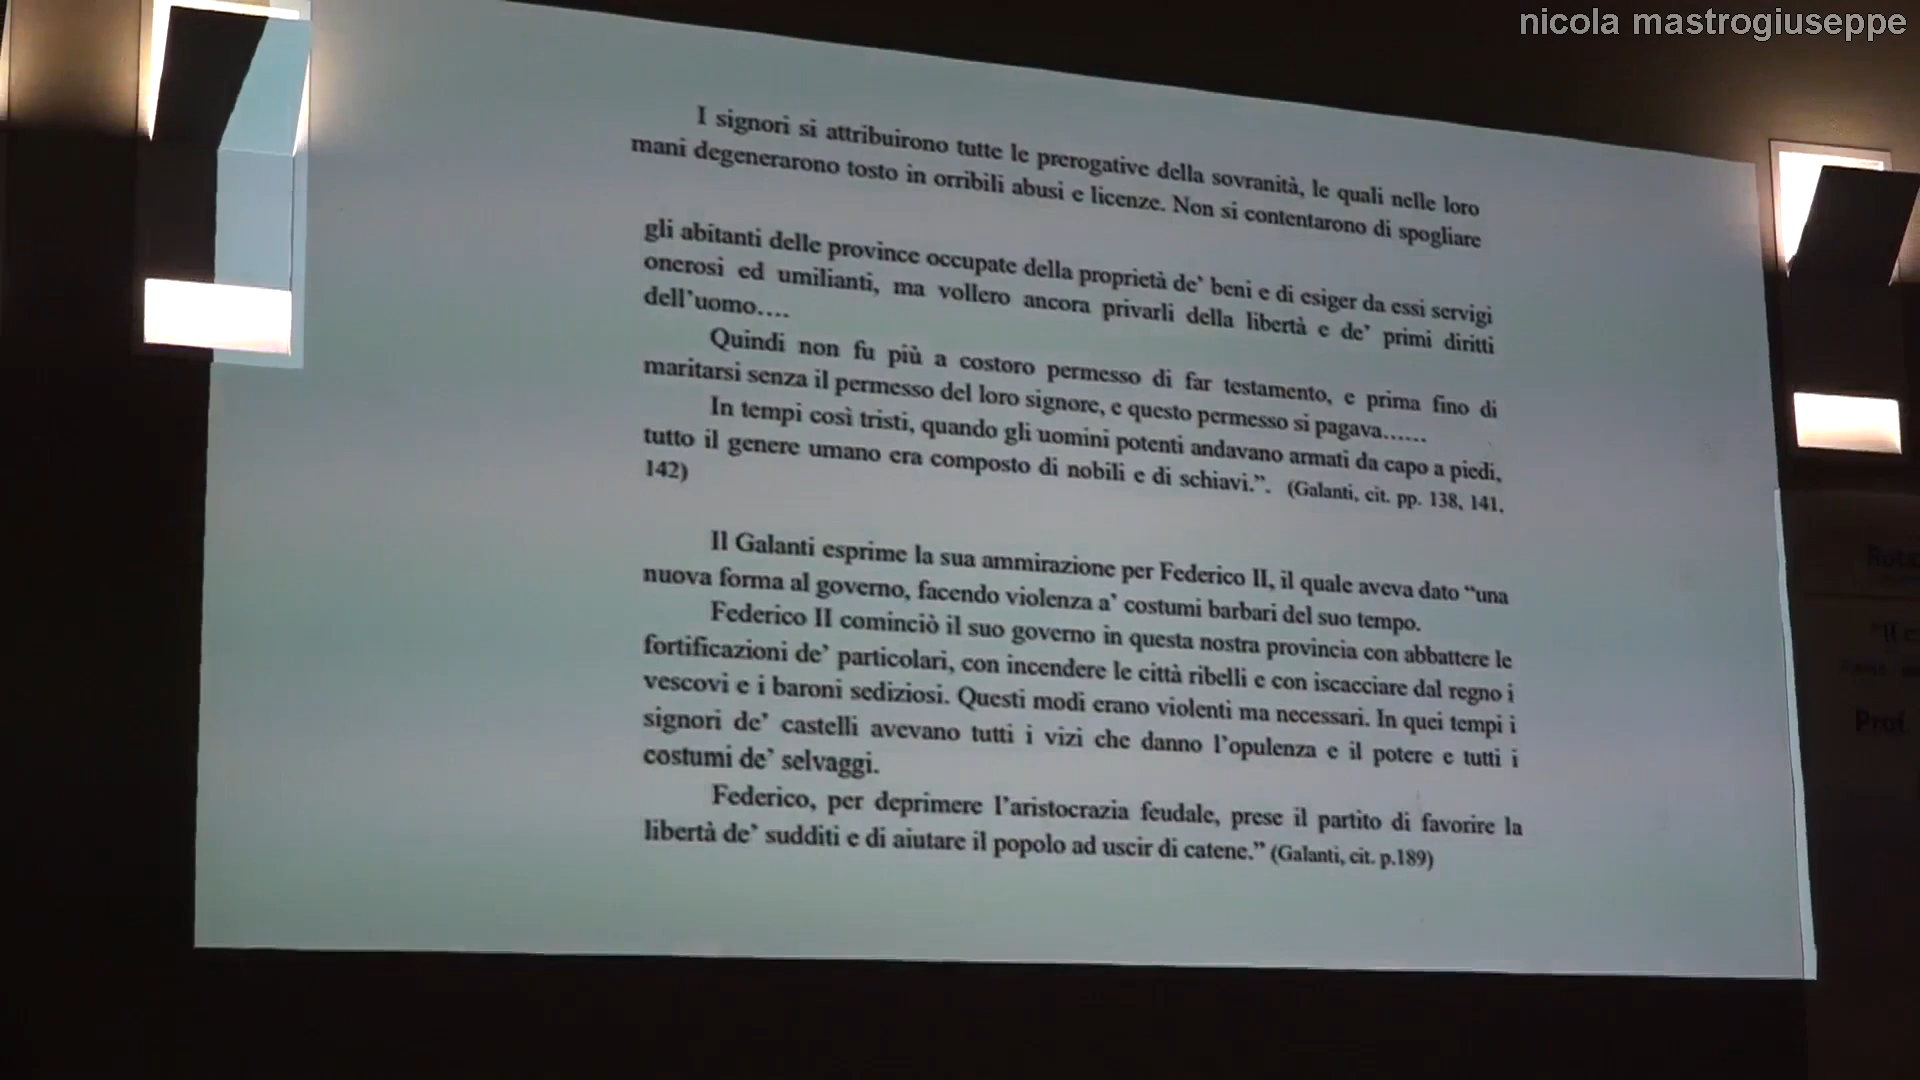 nicola mastrogiuseppe
I signori si attribuirono tutte le prerogative della sovranità, le quali nelle loro
mani degenerarono tosto in orribili abusi e licenze. Non si contentarono di spogliare
gli abitanti delle province occupate della proprietà de’ beni e di esiger da essi servigi
onerosi ed umilianti, ma vollero ancora privarli della libertà e de’ primi diritti
dell’uomo….
Quindi non fu più a costoro permesso di far testamento, e prima fino di
maritarsi senza il permesso del loro signore, e questo permesso si pagava……
In tempi così tristi, quando gli uomini potenti andavano armati da capo a piedi,
tutto il genere umano era composto di nobili e di schiavi.”. (Galanti, cit. pp. 138, 141,
142)
Il Galanti esprime la sua ammirazione per Federico II, il quale aveva dato “una
nuova forma al governo, facendo violenza a’ costumi barbari del suo tempo.
Federico II cominciò il suo governo in questa nostra provincia con abbattere le
fortificazioni de’ particolari, con incendere le città ribelli e con iscacciare dal regno i
vescovi e i baroni sediziosi. Questi modi erano violenti ma necessari. In quei tempi i
signori de’ castelli avevano tutti i vizi che danno l’opulenza e il potere e tutti i
costumi de’ selvaggi.
Federico, per deprimere l’aristocrazia feudale, prese il partito di favorire la
libertà de’ sudditi e di aiutare il popolo ad uscir di catene.” (Galanti, cit. p.189)
Prof.